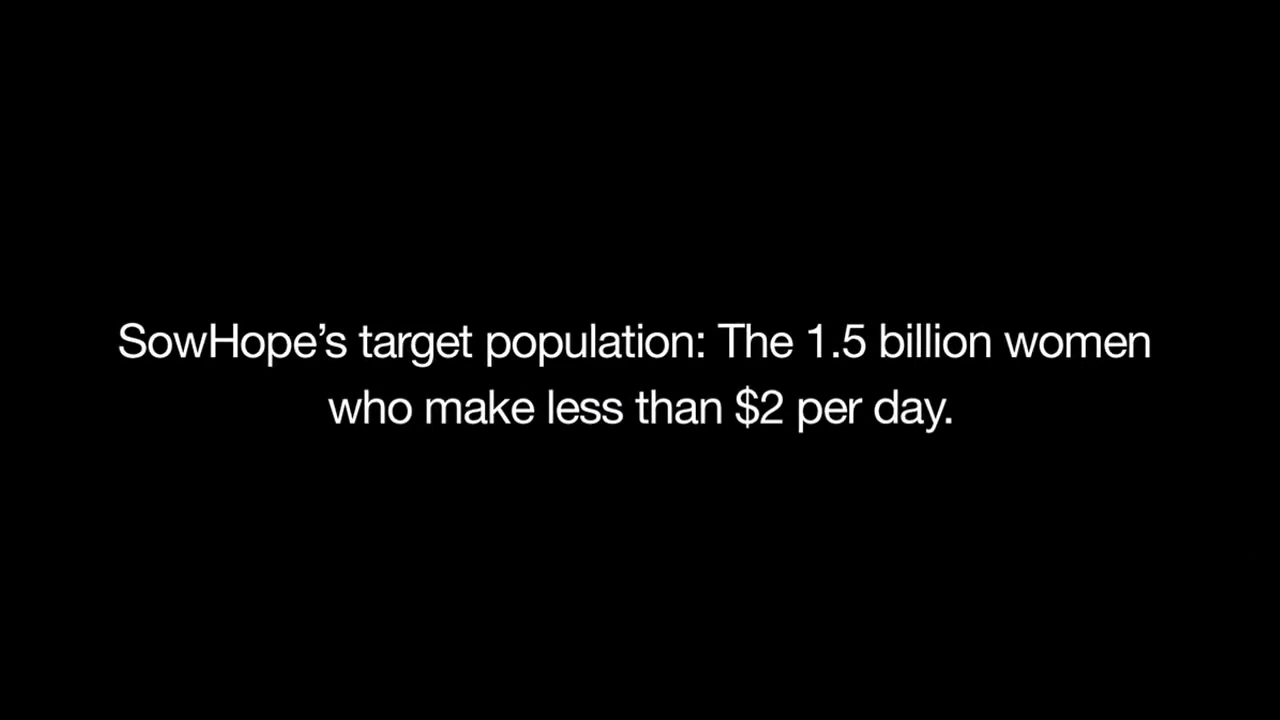 SowHope’s target population: The 1.5 billion women
who make less than $2 per day.